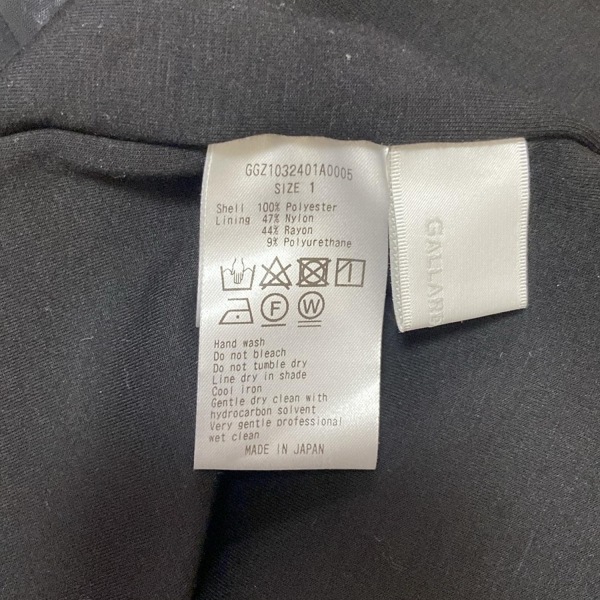 GGZ1032401A0005
SIZE 1
Shell 100% Polyester
Lining 47% Nylon
44% Rayon
9% Polyurethane
F W
Hand wash
Do not bleach
Do not tumble dry
Line dry in shade
Cool iron
Gentle dry clean with
hydrocarbon solvent
Very gentle professional
wet clean
MADE IN JAPAN